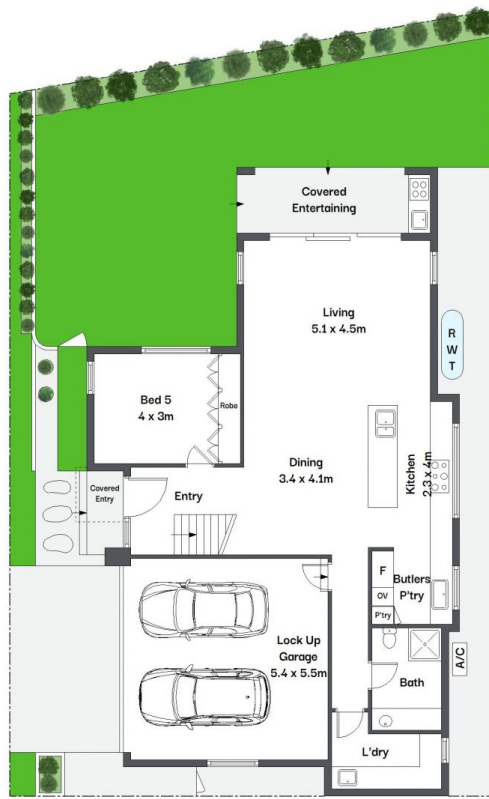 Covered
Entertaining
Living
5.1 x 4.5m
R
W
T
Bed 5
4 x 3m
Robe
Dining
3.4 x 4.1m
Kitchen
2.3 x 4m
Covered
Entry
Entry
F
OV
P'try
Butlers
P'try
Lock Up
Garage
5.4 x 5.5m
Bath
A/C
L'dry